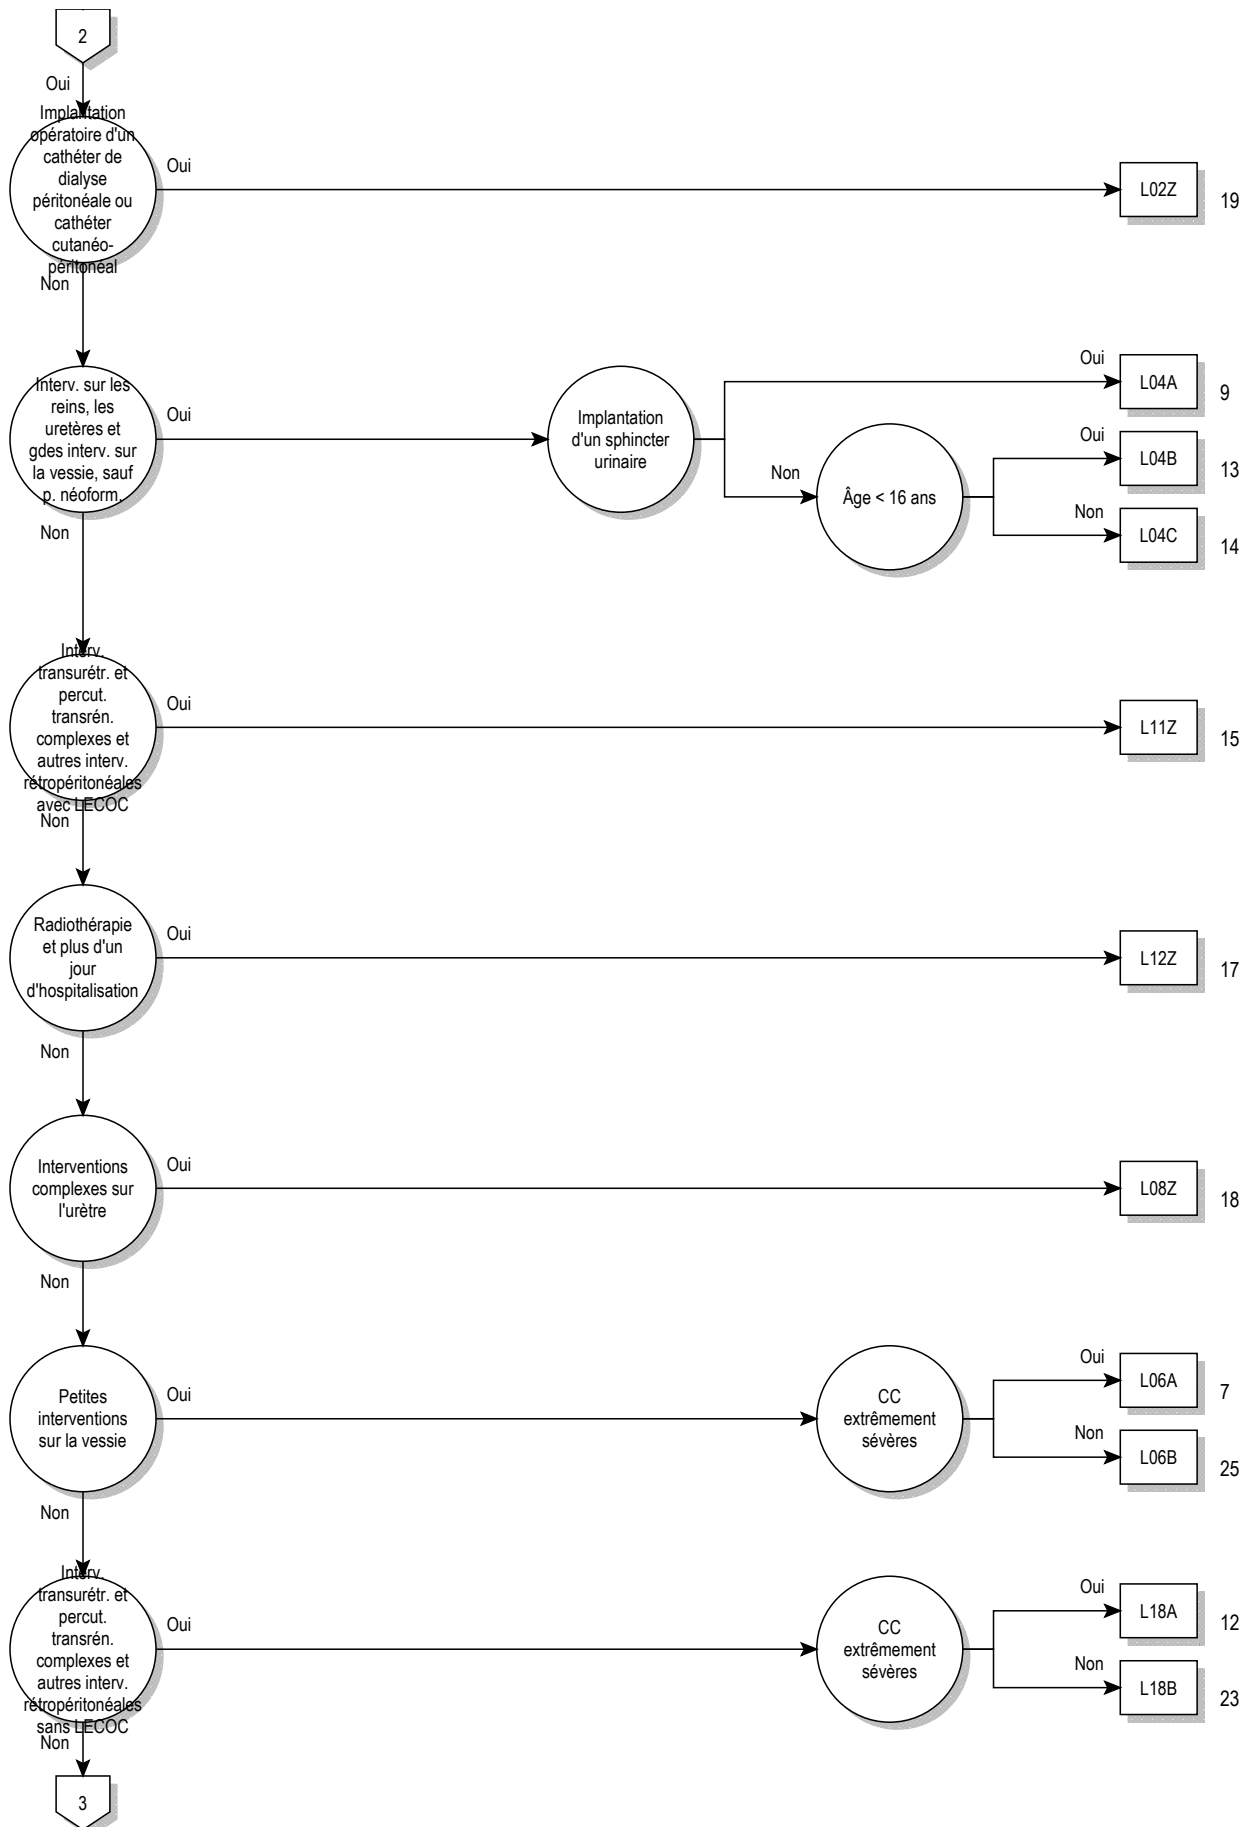 2
Oui
Implantation
opératoire d'un
cathéter de
dialyse
péritonéale ou
cathéter
cutanéo-
péritonéal
Oui
L02Z
19
Non
Interv. sur les
reins, les
uretères et
gdes interv. sur
la vessie, sauf
p. néoform.
Oui
Implantation
d'un sphincter
urinaire
Oui
L04A
9
Non
Âge < 16 ans
Oui
L04B
13
Non
L04C
14
Non
Interv.
transurétr. et
percut.
transrén.
complexes et
autres interv.
rétropéritonéales
avec LECOC
Oui
L11Z
15
Non
Radiothérapie
et plus d'un
jour
d'hospitalisation
Oui
L12Z
17
Non
Interventions
complexes sur
l'urètre
Oui
L08Z
18
Non
Petites
interventions
sur la vessie
Oui
CC
extrêmement
sévères
Oui
L06A
7
Non
L06B
25
Non
Interv.
transurétr. et
percut.
transrén.
complexes et
autres interv.
rétropéritonéales
sans LECOC
Oui
CC
extrêmement
sévères
Oui
L18A
12
Non
L18B
23
Non
3